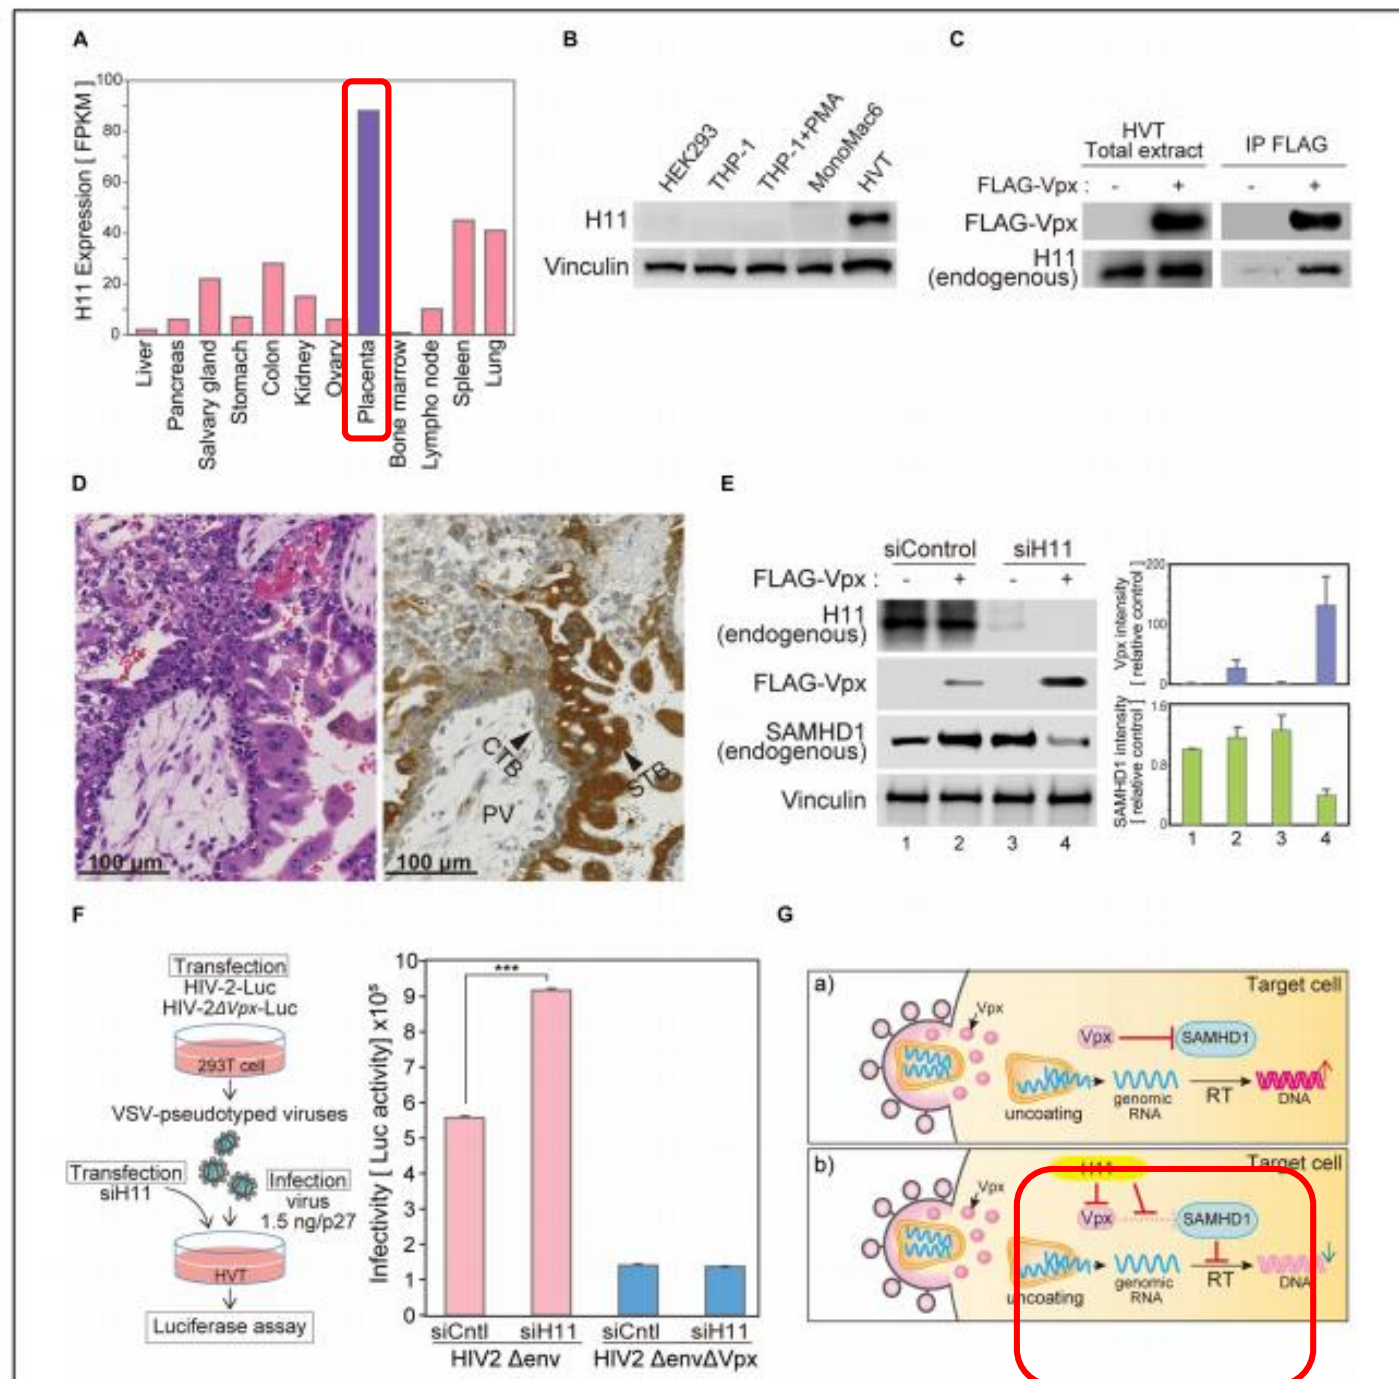 A
H11 Expression [ FPKM ]
100
80
60
40
20
0
Liver
Pancreas
Salvary gland
Stomach
Colon
Kidney
Ovary
Placenta
Bone marrow
Lympho node
Spleen
Lung
B
HEK293
THP-1
THP-1+PMA
MonoMac6
HVT
H11
Vinculin
C
HVT
Total extract
IP FLAG
FLAG-Vpx : - + - +
FLAG-Vpx
H11
(endogenous)
D
100 µm
CTB
STB
PV
100 µm
E
siControl siH11
FLAG-Vpx : - + - +
H11
(endogenous)
FLAG-Vpx
SAMHD1
(endogenous)
Vinculin
1 2 3 4
Vpx intensity
[ relative control ]
200
100
0
SAMHD1 intensity
[ relative control ]
1.6
0.8
0
1 2 3 4
F
Transfection
HIV-2-Luc
HIV-2ΔVpx-Luc
293T cell
VSV-pseudotyped viruses
Transfection
siH11
Infection
virus
1.5 ng/p27
HVT
Luciferase assay
Infectivity [ Luc activity] x10⁵
10
9
8
7
6
5
4
3
2
1
0
***
siCntl siH11 siCntl siH11
HIV2 Δenv HIV2 ΔenvΔVpx
G
a)
Target cell
Vpx
Vpx
SAMHD1
uncoating
genomic
RNA
RT
DNA
b)
Target cell
H11
Vpx
Vpx
SAMHD1
uncoating
genomic
RNA
RT
DNA